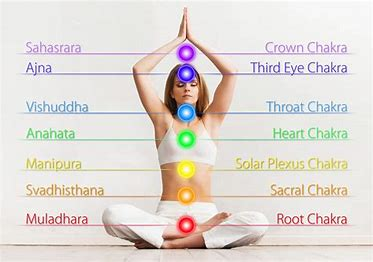 Sahasrara Crown Chakra
Ajna Third Eye Chakra
Vishuddha Throat Chakra
Anahata Heart Chakra
Manipura Solar Plexus Chakra
Svadhisthana Sacral Chakra
Muladhara Root Chakra